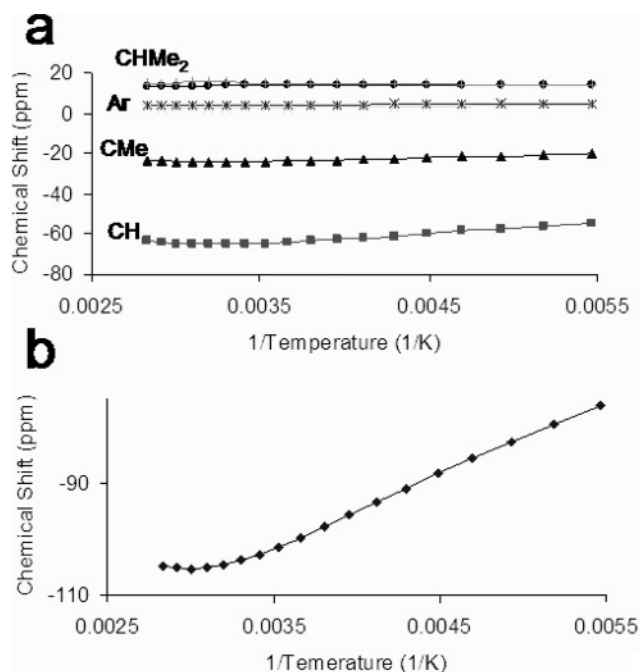 a
CHMe₂
20
Ar
0
CMe
-20
-40
CH
-60
-80
Chemical Shift (ppm)
0.0025 0.0035 0.0045 0.0055
1/Temperature (1/K)
b
-90
-110
Chemical Shift (ppm)
0.0025 0.0035 0.0045 0.0055
1/Temerature (1/K)